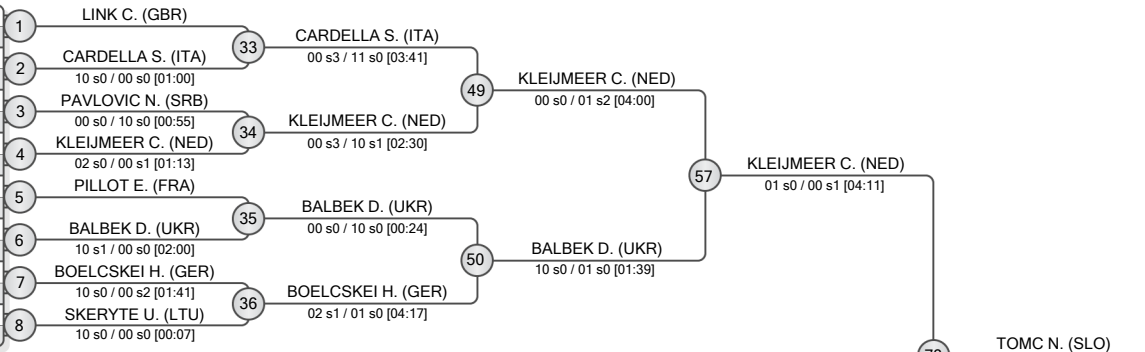 1
LINK C. (GBR)
2
CARDELLA S. (ITA)
10 s0 / 00 s0 [01:00]
3
PAVLOVIC N. (SRB)
00 s0 / 10 s0 [00:55]
4
KLEIJMEER C. (NED)
02 s0 / 00 s1 [01:13]
5
PILLOT E. (FRA)
6
BALBEK D. (UKR)
10 s1 / 00 s0 [02:00]
7
BOELCSKEI H. (GER)
10 s0 / 00 s2 [01:41]
8
SKERYTE U. (LTU)
10 s0 / 00 s0 [00:07]
33
CARDELLA S. (ITA)
00 s3 / 11 s0 [03:41]
34
KLEIJMEER C. (NED)
00 s3 / 10 s1 [02:30]
35
BALBEK D. (UKR)
00 s0 / 10 s0 [00:24]
36
BOELCSKEI H. (GER)
02 s1 / 01 s0 [04:17]
49
KLEIJMEER C. (NED)
00 s0 / 01 s2 [04:00]
50
BALBEK D. (UKR)
10 s0 / 01 s0 [01:39]
57
KLEIJMEER C. (NED)
01 s0 / 00 s1 [04:11]
TOMC N. (SLO)